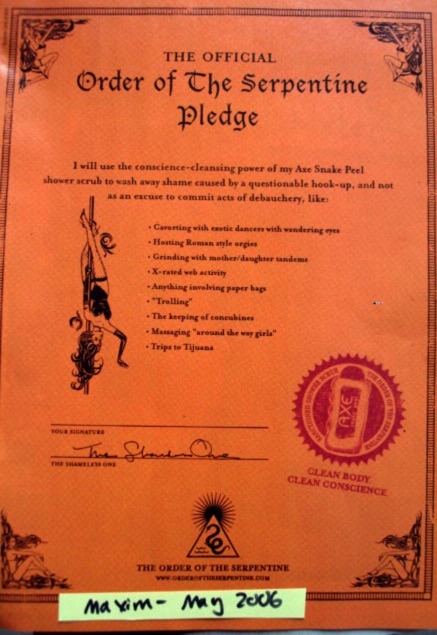 THE OFFICIAL
Order of The Serpentine
Pledge
I will use the conscience-cleansing power of my Axe Snake Peel
shower scrub to wash away shame caused by a questionable hook-up, and not
as an excuse to commit acts of debauchery, like:
• Cavorting with exotic dancers with wandering eyes
• Hosting Roman style orgies
• Grinding with mother/daughter tandems
• X-rated web activity
• Anything involving paper bags
• "Trolling"
• The keeping of concubines
• Massaging "around the way girls"
• Trips to Tijuana
YOUR SIGNATURE
The Shameless One
THE SHAMELESS ONE
AXE
CLEAN BODY
CLEAN CONSCIENCE
THE ORDER OF THE SERPENTINE
WWW.ORDEROFTHESERPENTINE.COM
Maxim - May 2006